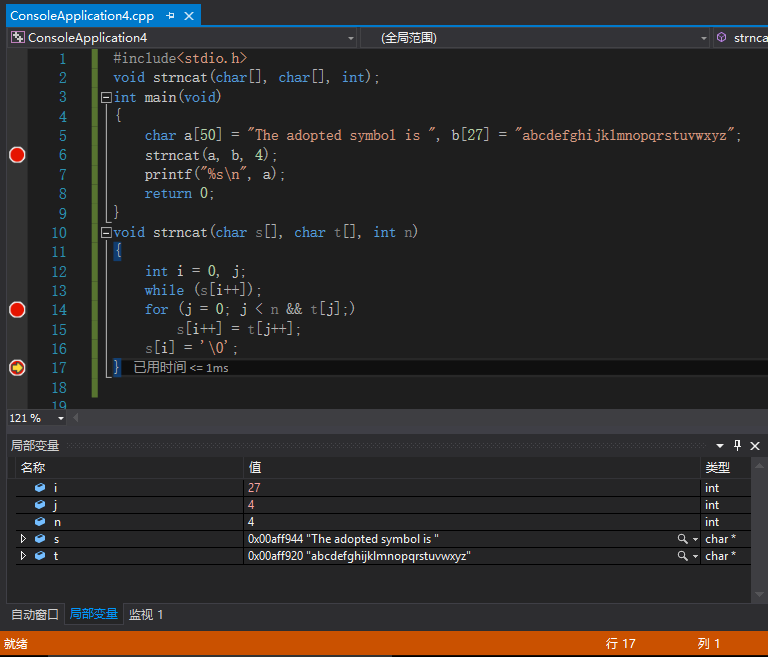 ConsoleApplication4.cpp
ConsoleApplication4 (全局范围) strnca
1 #include<stdio.h>
2 void strncat(char[], char[], int);
3 int main(void)
4 {
5 char a[50] = "The adopted symbol is ", b[27] = "abcdefghijklmnopqrstuvwxyz";
6 strncat(a, b, 4);
7 printf("%s\n", a);
8 return 0;
9 }
10 void strncat(char s[], char t[], int n)
11 {
12 int i = 0, j;
13 while (s[i++]);
14 for (j = 0; j < n && t[j];)
15 s[i++] = t[j++];
16 s[i] = '\0';
17 } 已用时间 <= 1ms
18
19
121 %
局部变量
名称 值 类型
i 27 int
j 4 int
n 4 int
s 0x00aff944 "The adopted symbol is " char *
t 0x00aff920 "abcdefghijklmnopqrstuvwxyz" char *
自动窗口 局部变量 监视 1
就绪 行 17 列 1